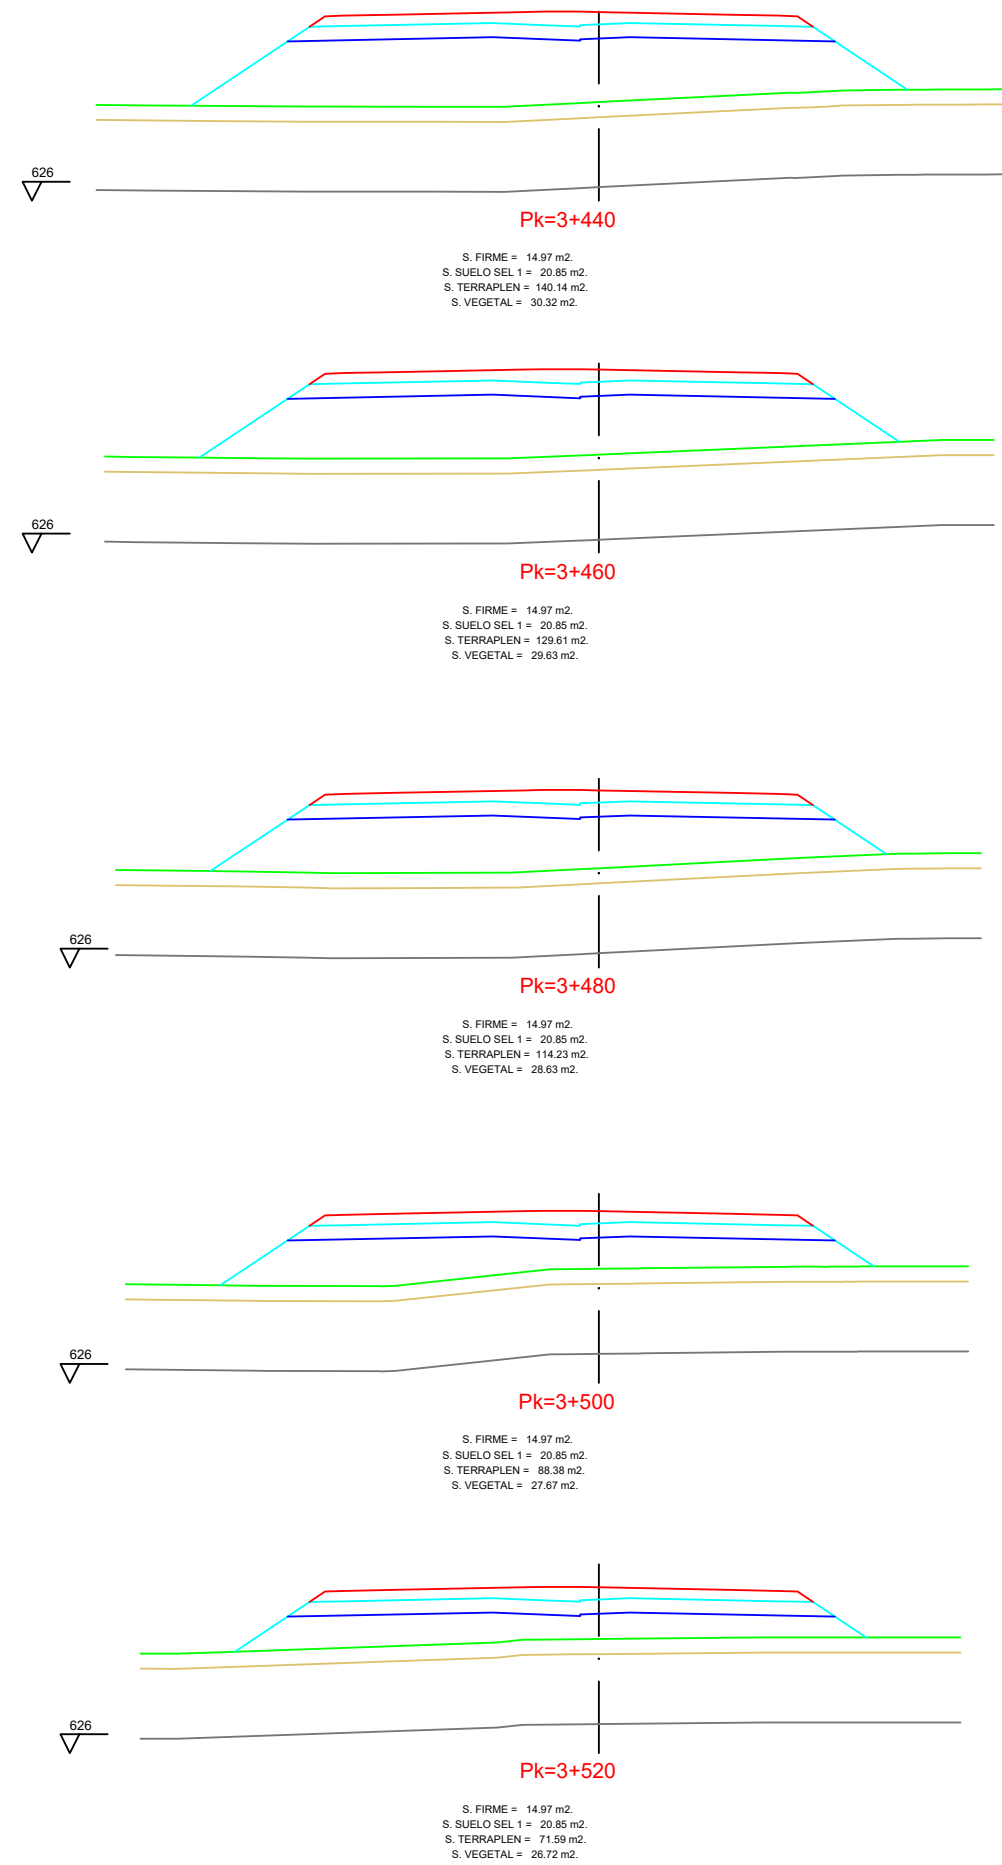 626
Pk=3+440
S. FIRME = 14.97 m2.
S. SUELO SEL 1 = 20.85 m2.
S. TERRAPLEN = 140.14 m2.
S. VEGETAL = 30.32 m2.
626
Pk=3+460
S. FIRME = 14.97 m2.
S. SUELO SEL 1 = 20.85 m2.
S. TERRAPLEN = 129.61 m2.
S. VEGETAL = 29.63 m2.
626
Pk=3+480
S. FIRME = 14.97 m2.
S. SUELO SEL 1 = 20.85 m2.
S. TERRAPLEN = 114.23 m2.
S. VEGETAL = 28.63 m2.
626
Pk=3+500
S. FIRME = 14.97 m2.
S. SUELO SEL 1 = 20.85 m2.
S. TERRAPLEN = 88.38 m2.
S. VEGETAL = 27.67 m2.
626
Pk=3+520
S. FIRME = 14.97 m2.
S. SUELO SEL 1 = 20.85 m2.
S. TERRAPLEN = 71.59 m2.
S. VEGETAL = 26.72 m2.